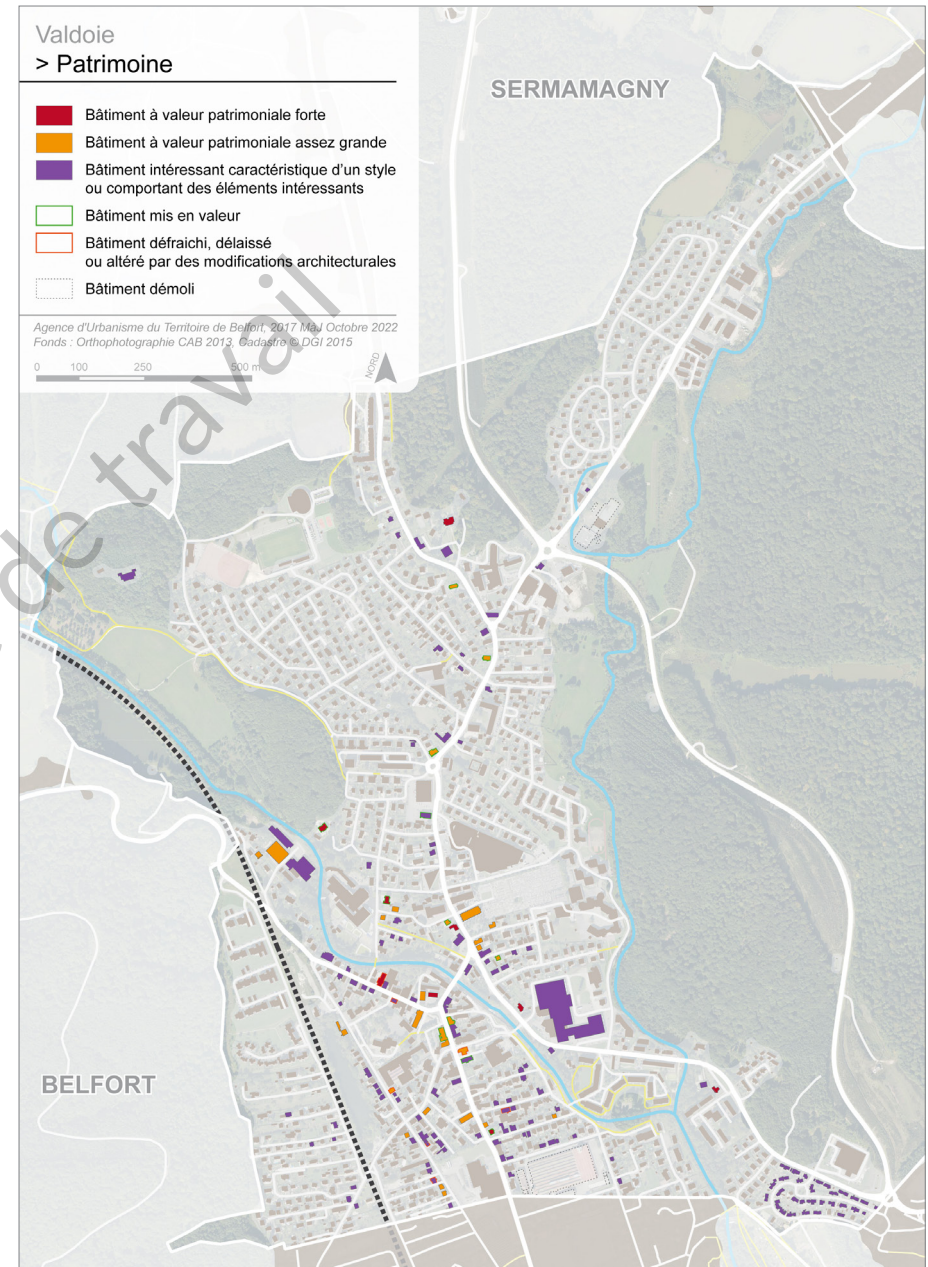 Valdoie
> Patrimoine
Bâtiment à valeur patrimoniale forte
Bâtiment à valeur patrimoniale assez grande
Bâtiment intéressant caractéristique d'un style
ou comportant des éléments intéressants
Bâtiment mis en valeur
Bâtiment défraichi, délaissé
ou altéré par des modifications architecturales
Bâtiment démoli
Agence d'Urbanisme du Territoire de Belfort, 2017 MàJ Octobre 2022
Fonds : Orthophotographie CAB 2013, Cadastre © DGI 2015
0 100 250 500 m
NORD
SERMAMAGNY
de travail
BELFORT